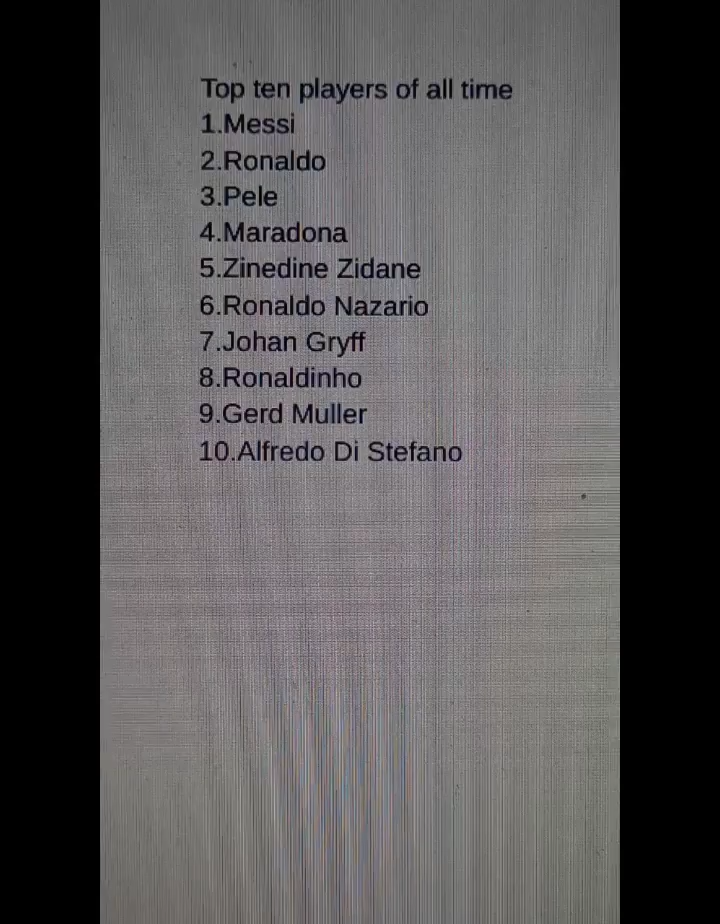 Top ten players of all time
1.Messi
2.Ronaldo
3.Pele
4.Maradona
5.Zinedine Zidane
6.Ronaldo Nazario
7.Johan Gryff
8.Ronaldinho
9.Gerd Muller
10.Alfredo Di Stefano